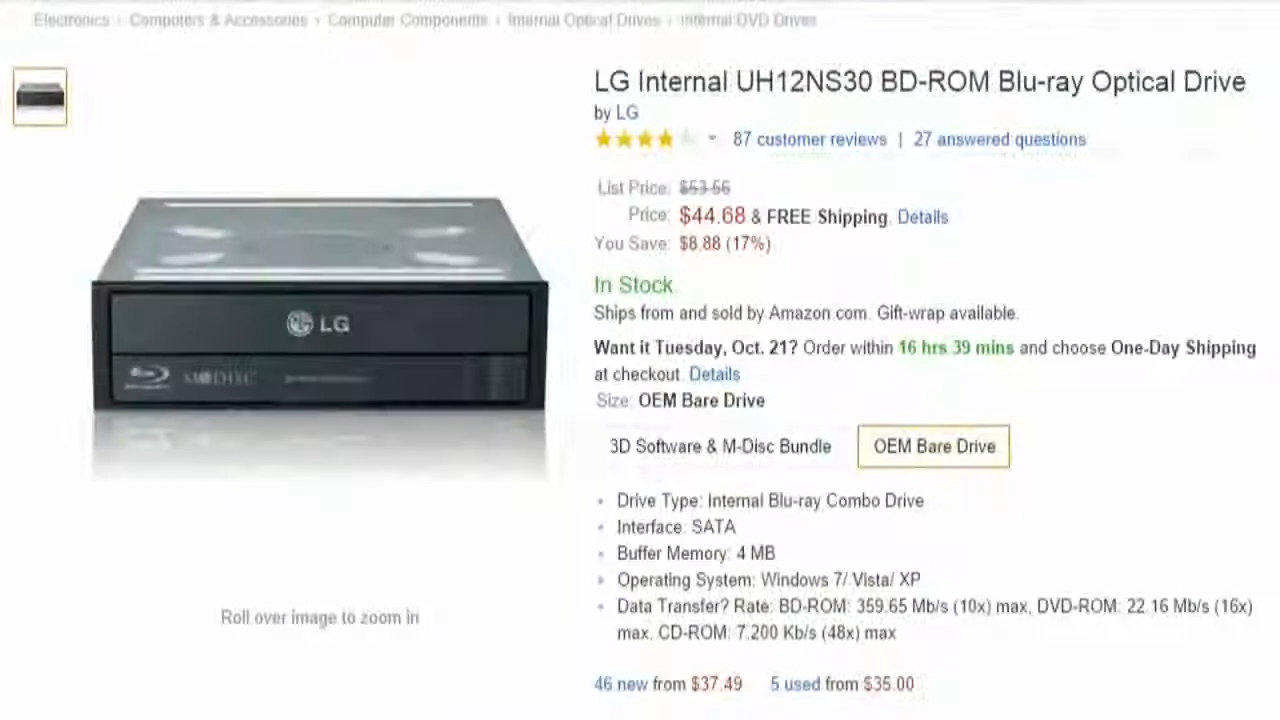 Electronics › Computers & Accessories › Computer Components › Internal Optical Drives › Internal DVD Drives
LG Internal UH12NS30 BD-ROM Blu-ray Optical Drive
by LG
87 customer reviews | 27 answered questions
List Price: $53.56
Price: $44.68 & FREE Shipping. Details
You Save: $8.88 (17%)
In Stock.
Ships from and sold by Amazon.com. Gift-wrap available.
Want it Tuesday, Oct. 21? Order within 16 hrs 39 mins and choose One-Day Shipping
at checkout. Details
Size: OEM Bare Drive
3D Software & M-Disc Bundle OEM Bare Drive
Drive Type: Internal Blu-ray Combo Drive
Interface: SATA
Buffer Memory: 4 MB
Operating System: Windows 7/ Vista/ XP
Data Transfer? Rate: BD-ROM: 359.65 Mb/s (10x) max, DVD-ROM: 22.16 Mb/s (16x)
max, CD-ROM: 7,200 Kb/s (48x) max
46 new from $37.49 5 used from $35.00
LG
M DISC
Roll over image to zoom in